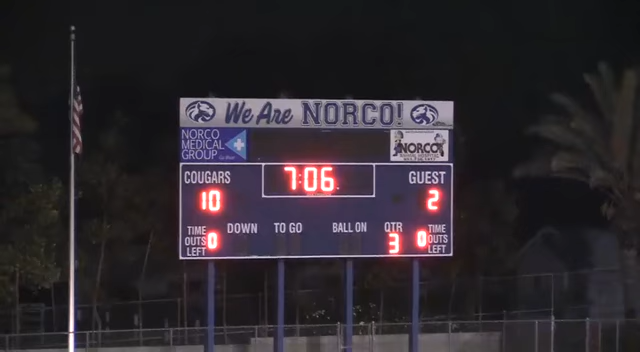 We Are NORCO!
NORCO
MEDICAL
GROUP
NORCO
7:06
COUGARS
GUEST
10
2
TIME
OUTS
LEFT
0
DOWN
TO GO
BALL ON
QTR
3
0
TIME
OUTS
LEFT